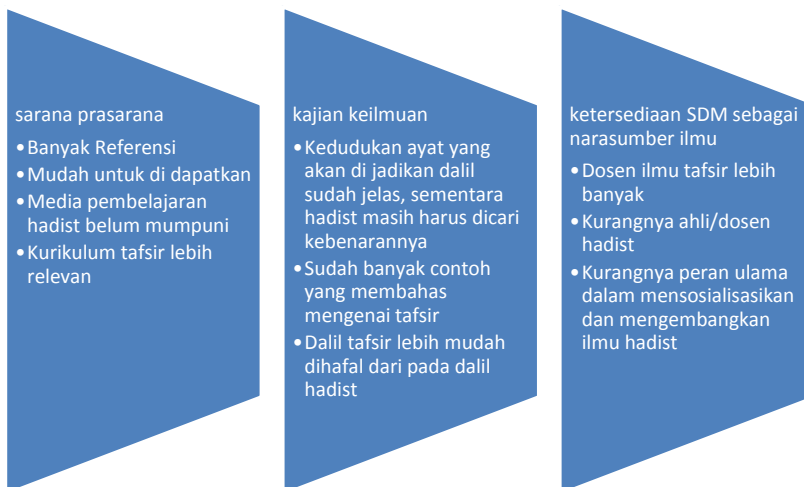 sarana prasarana
•Banyak Referensi
•Mudah untuk di dapatkan
•Media pembelajaran
hadist belum mumpuni
•Kurikulum tafsir lebih
relevan
kajian keilmuan
•Kedudukan ayat yang
akan di jadikan dalil
sudah jelas, sementara
hadist masih harus dicari
kebenarannya
•Sudah banyak contoh
yang membahas
mengenai tafsir
•Dalil tafsir lebih mudah
dihafal dari pada dalil
hadist
ketersediaan SDM sebagai
narasumber ilmu
•Dosen ilmu tafsir lebih
banyak
•Kurangnya ahli/dosen
hadist
•Kurangnya peran ulama
dalam mensosialisasikan
dan mengembangkan
ilmu hadist